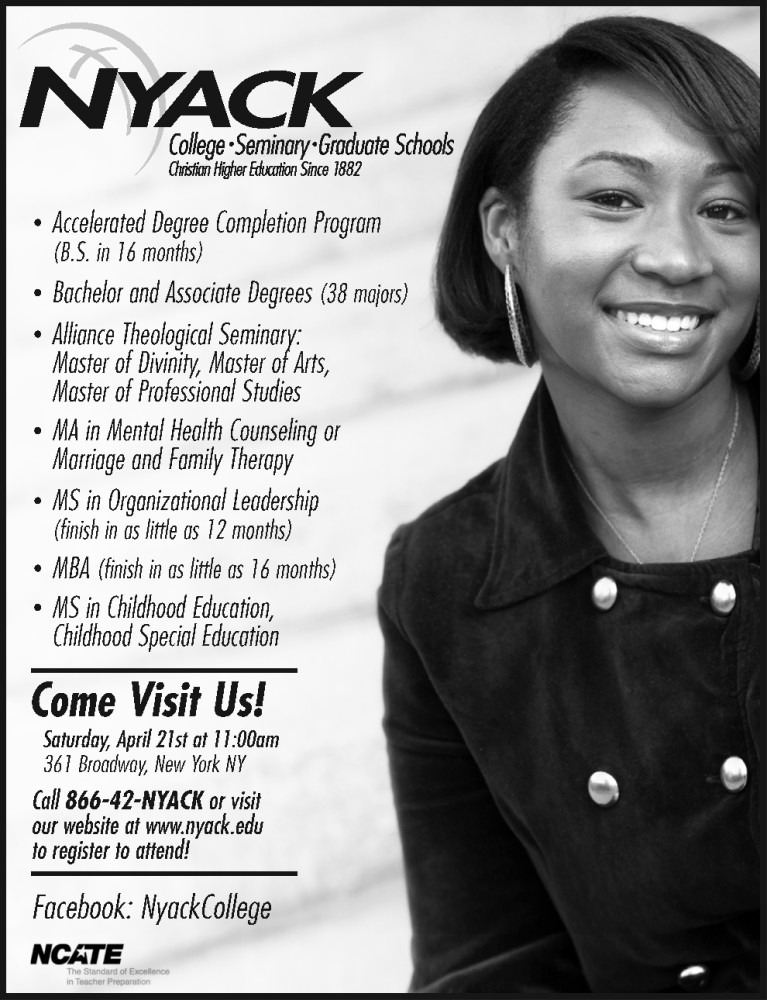 NYACK
College•Seminary•Graduate Schools
Christian Higher Education Since 1882
• Accelerated Degree Completion Program
(B.S. in 16 months)
• Bachelor and Associate Degrees (38 majors)
• Alliance Theological Seminary:
Master of Divinity, Master of Arts,
Master of Professional Studies
• MA in Mental Health Counseling or
Marriage and Family Therapy
• MS in Organizational Leadership
(finish in as little as 12 months)
• MBA (finish in as little as 16 months)
• MS in Childhood Education,
Childhood Special Education
Come Visit Us!
Saturday, April 21st at 11:00am
361 Broadway, New York NY
Call 866-42-NYACK or visit
our website at www.nyack.edu
to register to attend!
Facebook: NyackCollege
NCATE
The Standard of Excellence
in Teacher Preparation